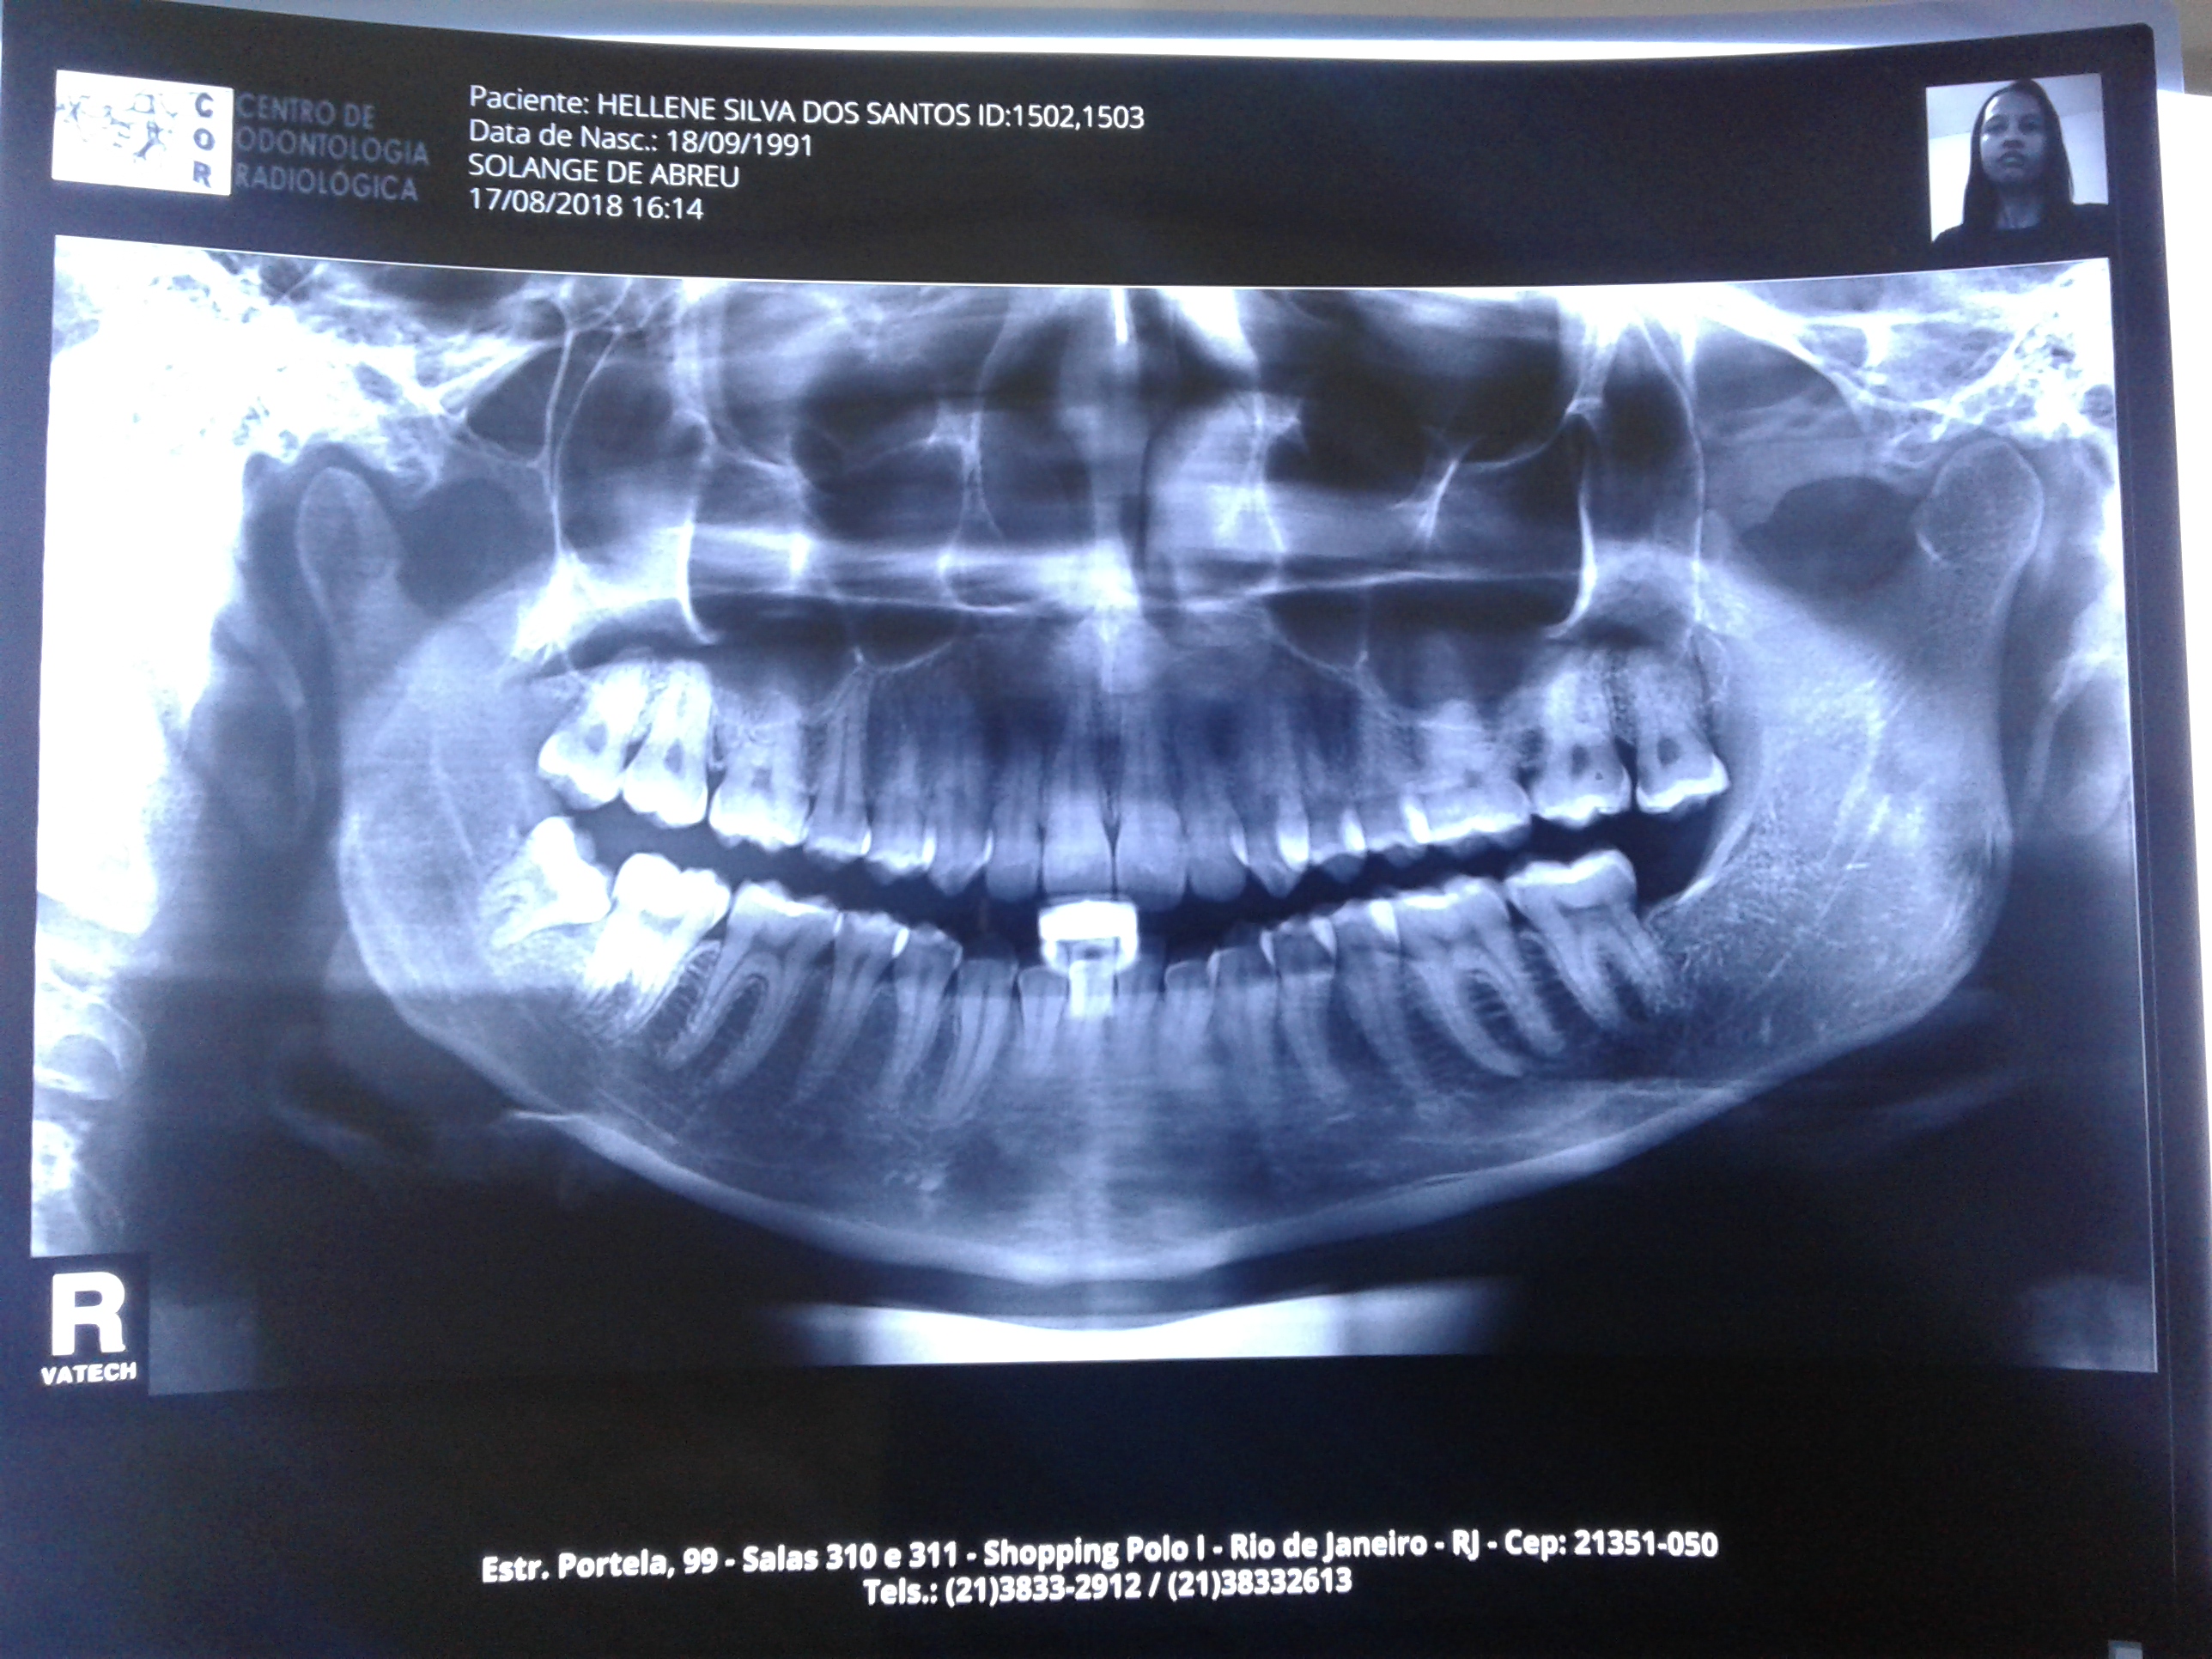 COR
CENTRO DE
ODONTOLOGIA
RADIOLÓGICA
Paciente: HELLENE SILVA DOS SANTOS ID:1502,1503
Data de Nasc.: 18/09/1991
SOLANGE DE ABREU
17/08/2018 16:14
R
VATECH
Estr. Portela, 99 - Salas 310 e 311 - Shopping Polo I - Rio de Janeiro - RJ - Cep: 21351-050
Tels.: (21)3833-2912 / (21)38332613